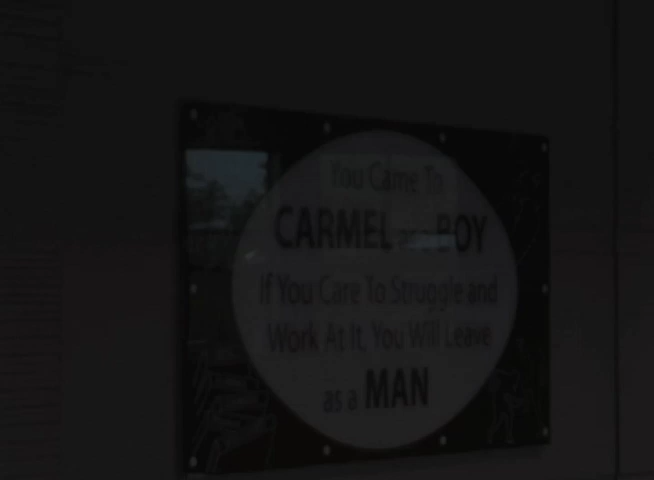 You Came To
CARMEL as a BOY
If You Care To Struggle and
Work At It, You Will Leave
as a MAN